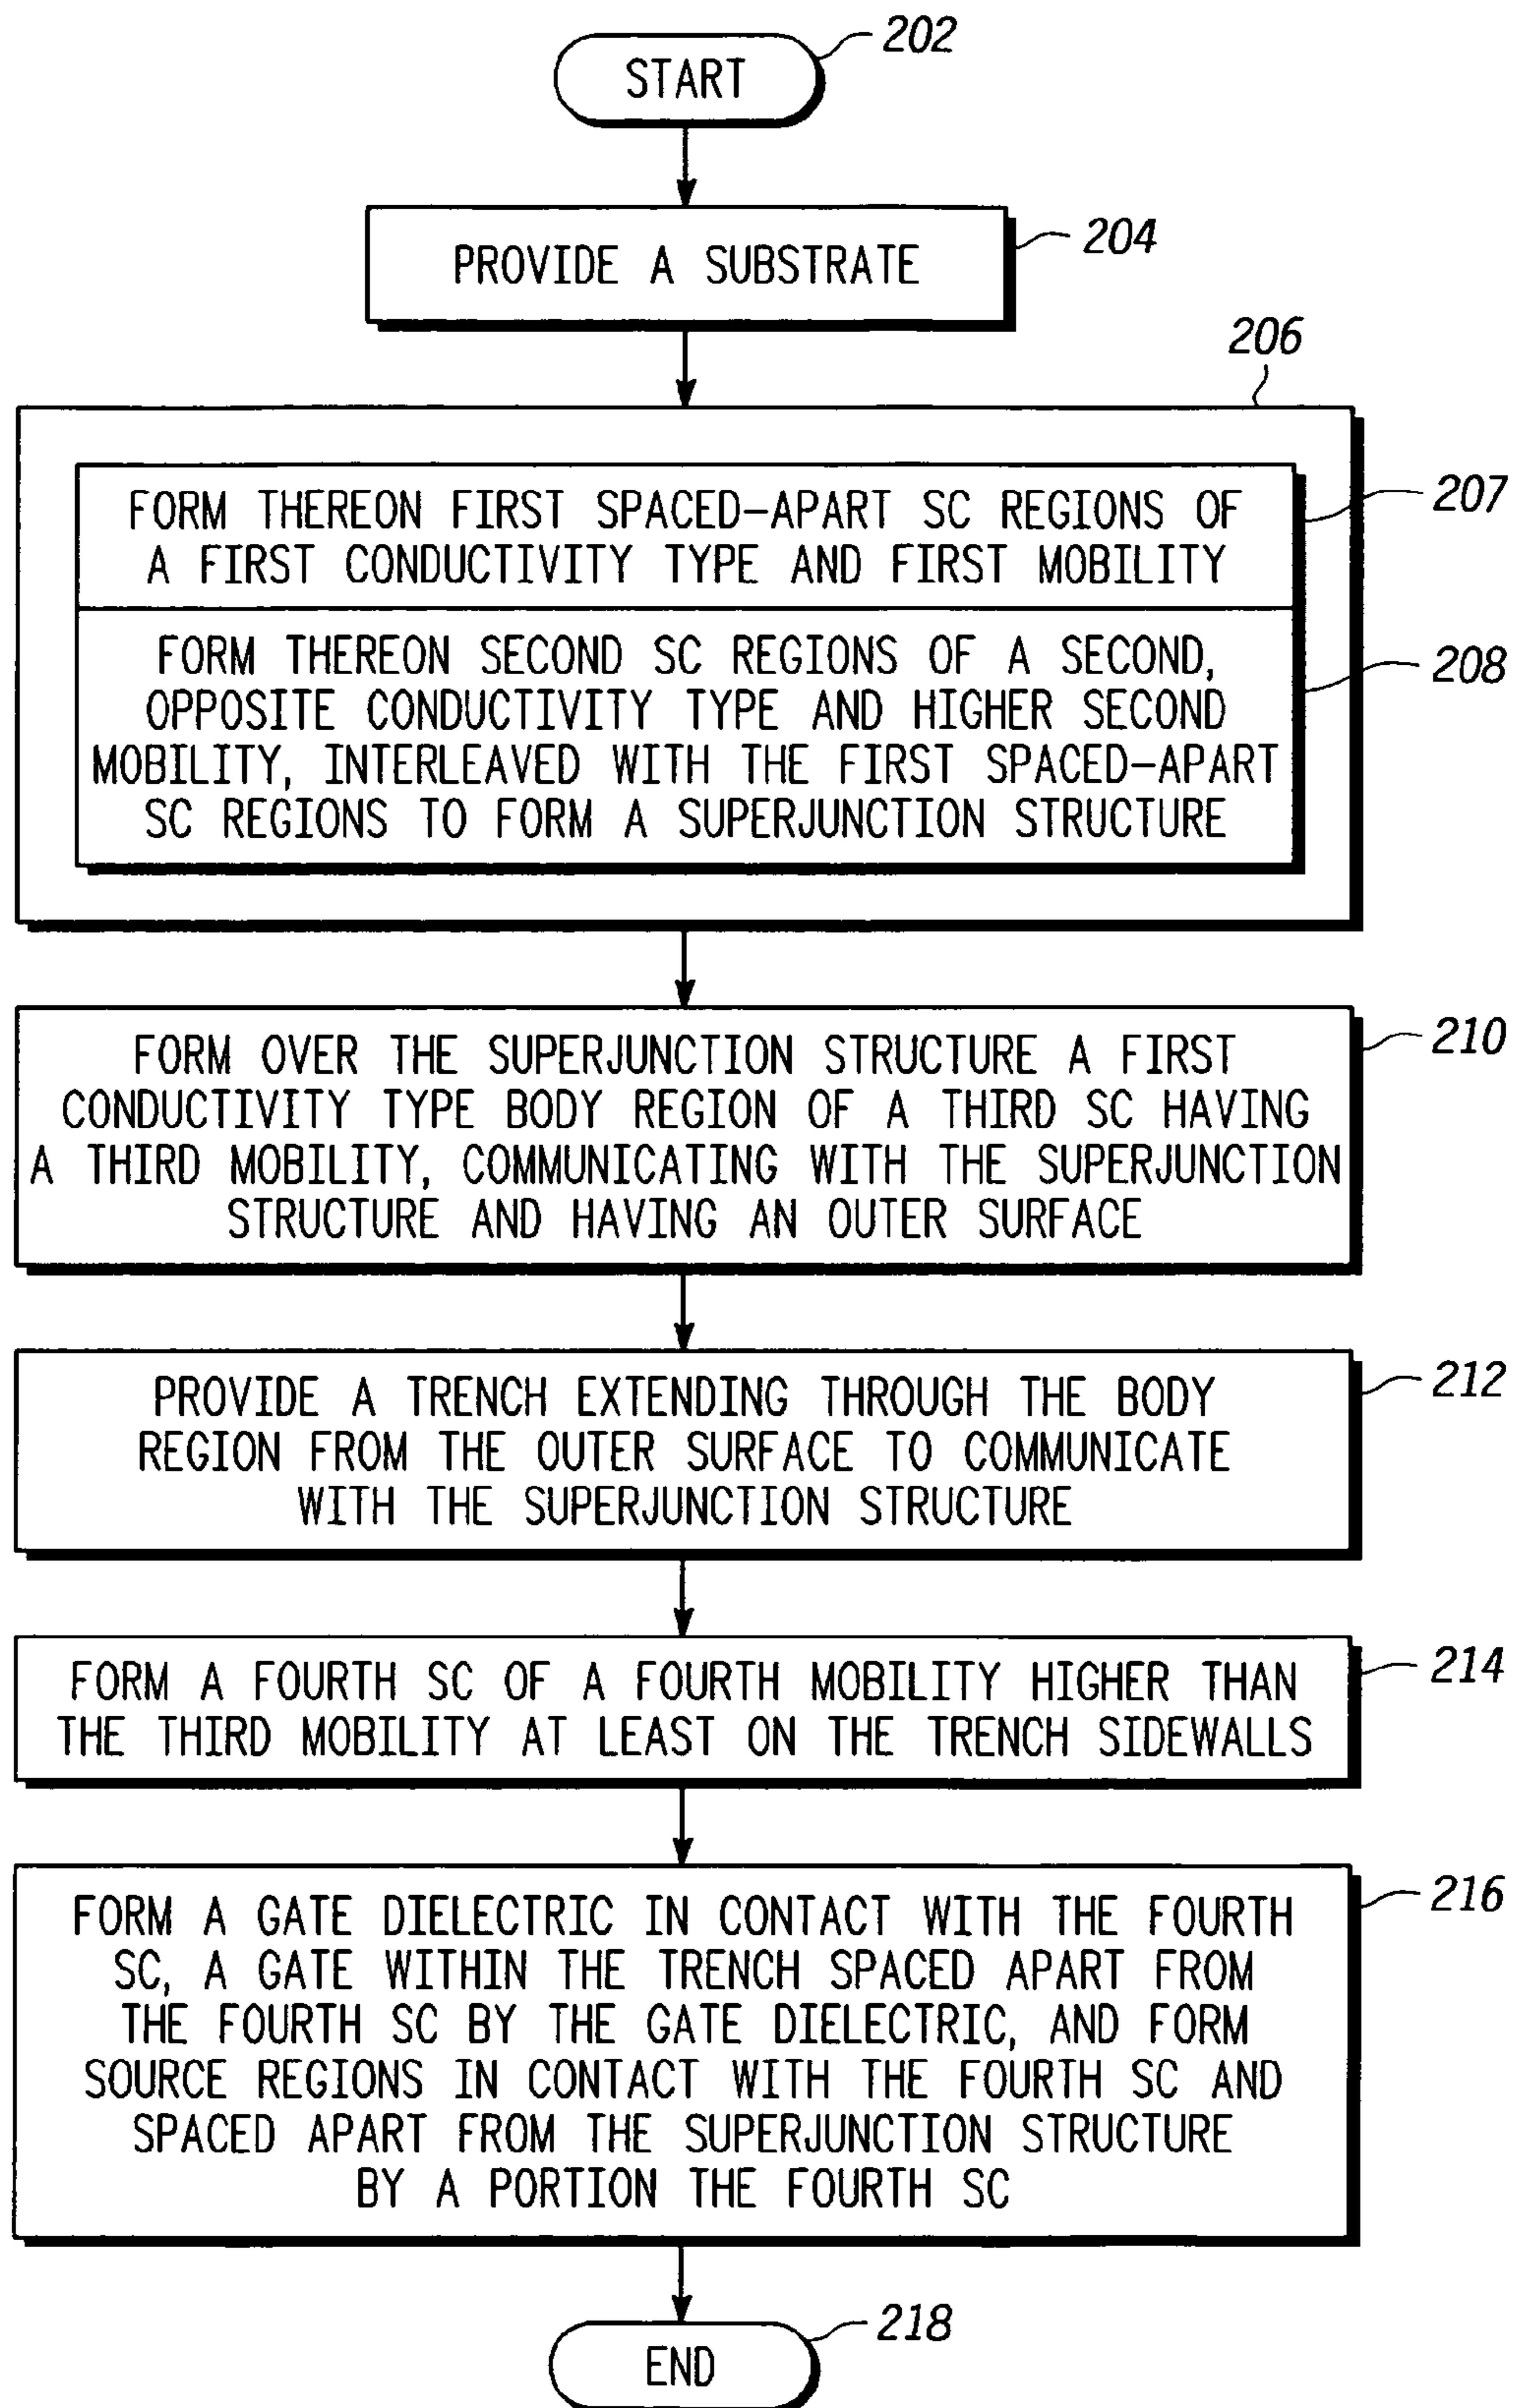 202
START
204
PROVIDE A SUBSTRATE
206
FORM THEREON FIRST SPACED-APART SC REGIONS OF
A FIRST CONDUCTIVITY TYPE AND FIRST MOBILITY
207
FORM THEREON SECOND SC REGIONS OF A SECOND,
OPPOSITE CONDUCTIVITY TYPE AND HIGHER SECOND
MOBILITY, INTERLEAVED WITH THE FIRST SPACED-APART
SC REGIONS TO FORM A SUPERJUNCTION STRUCTURE
208
FORM OVER THE SUPERJUNCTION STRUCTURE A FIRST
CONDUCTIVITY TYPE BODY REGION OF A THIRD SC HAVING
A THIRD MOBILITY, COMMUNICATING WITH THE SUPERJUNCTION
STRUCTURE AND HAVING AN OUTER SURFACE
210
PROVIDE A TRENCH EXTENDING THROUGH THE BODY
REGION FROM THE OUTER SURFACE TO COMMUNICATE
WITH THE SUPERJUNCTION STRUCTURE
212
FORM A FOURTH SC OF A FOURTH MOBILITY HIGHER THAN
THE THIRD MOBILITY AT LEAST ON THE TRENCH SIDEWALLS
214
FORM A GATE DIELECTRIC IN CONTACT WITH THE FOURTH
SC, A GATE WITHIN THE TRENCH SPACED APART FROM
THE FOURTH SC BY THE GATE DIELECTRIC, AND FORM
SOURCE REGIONS IN CONTACT WITH THE FOURTH SC AND
SPACED APART FROM THE SUPERJUNCTION STRUCTURE
BY A PORTION THE FOURTH SC
216
218
END